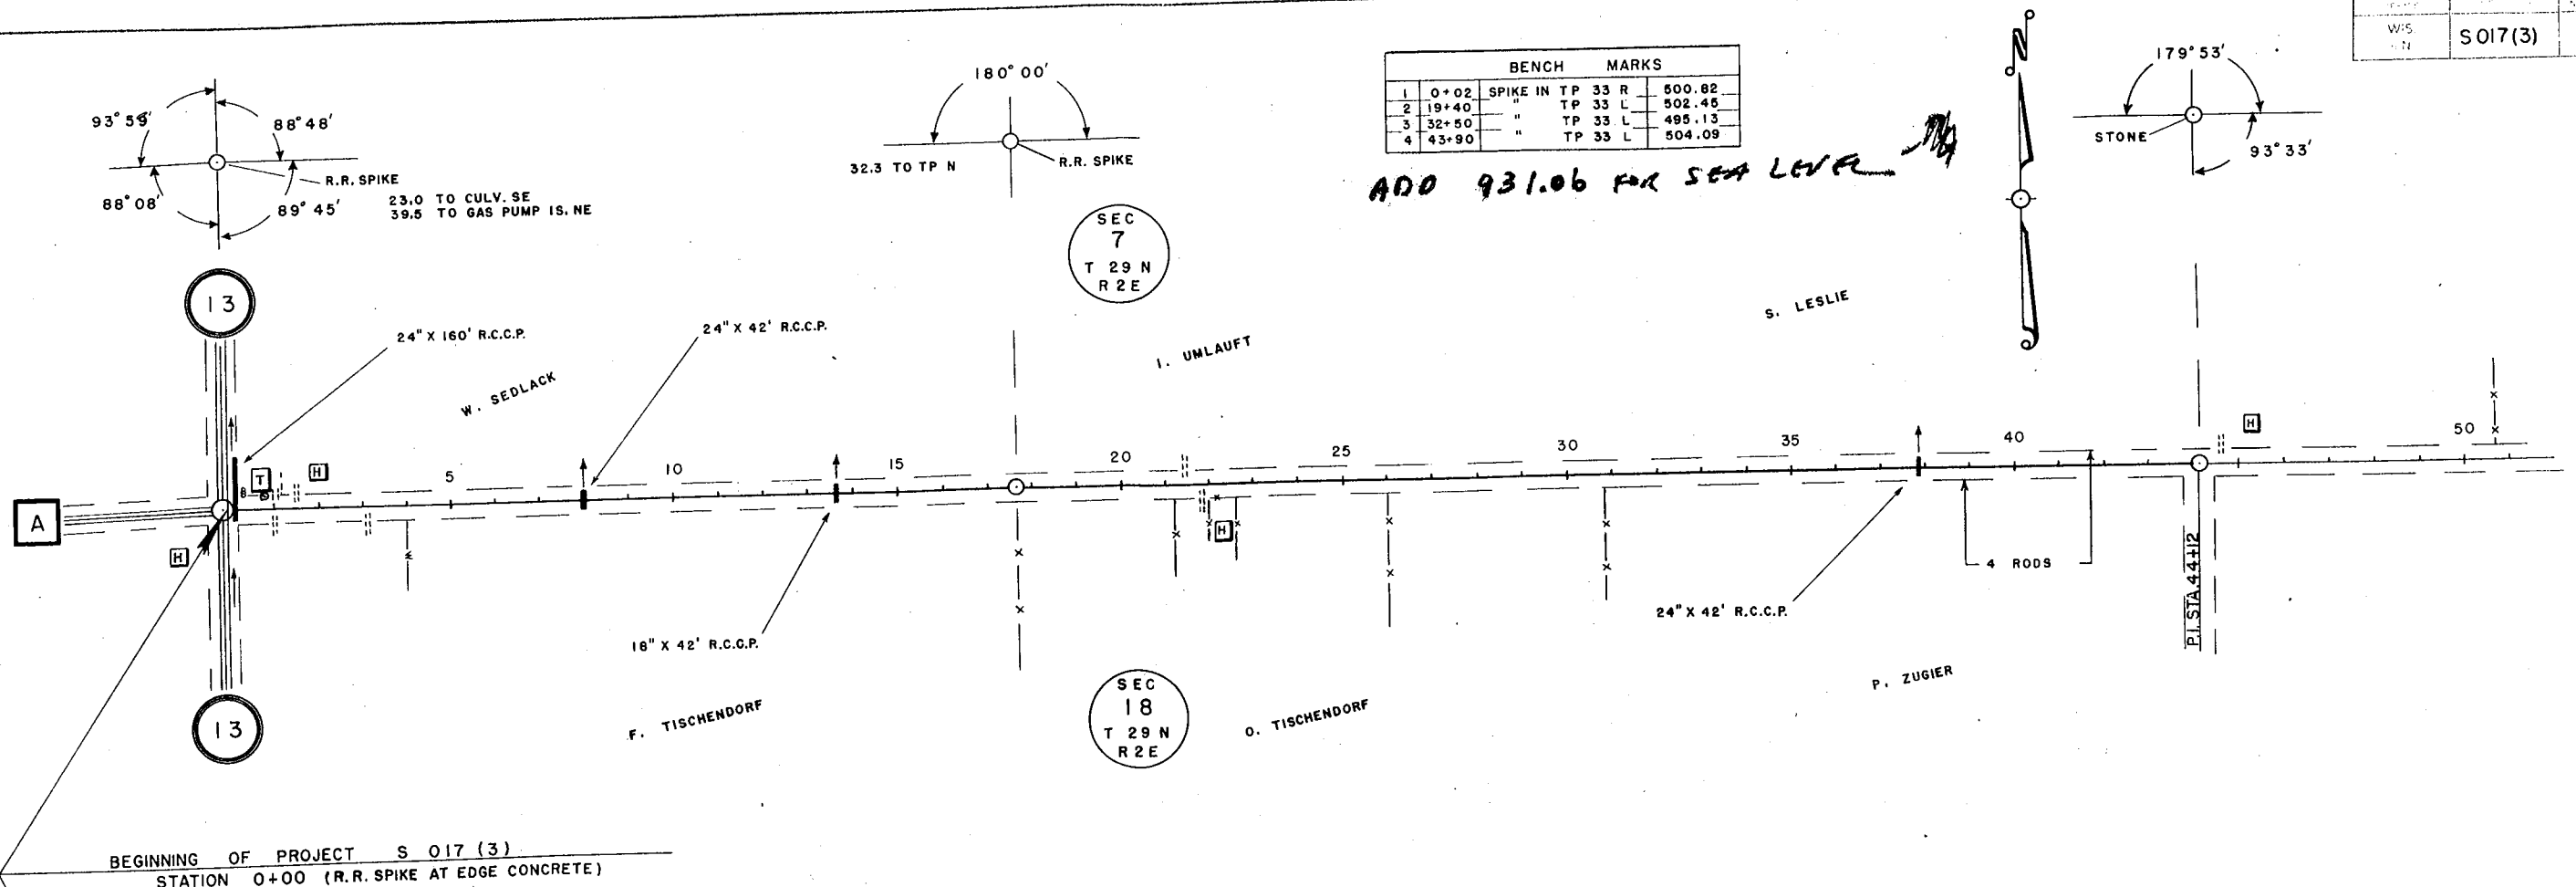 WIS.
S 017(3)
93° 59'
88° 48'
88° 08'
89° 45'
R.R. SPIKE
23.0 TO CULV. SE
39.5 TO GAS PUMP IS. NE
180° 00'
32.3 TO TP N
R.R. SPIKE
BENCH MARKS
1 0+02 SPIKE IN TP 33 R 500.82
2 19+40 " TP 33 L 502.45
3 32+50 " TP 33 L 495.13
4 43+90 " TP 33 L 504.09
ADD 931.06 FOR SEA LEVEL
N
179° 53'
STONE
93° 33'
SEC
7
T 29 N
R 2 E
13
24" X 160' R.C.C.P.
24" X 42' R.C.C.P.
W. SEDLACK
I. UMLAUFT
S. LESLIE
A
T
H
H
5
10
15
20
25
30
35
40
50
H
H
18" X 42' R.C.C.P.
24" X 42' R.C.C.P.
4 RODS
P.I. STA. 44+12
13
F. TISCHENDORF
SEC
18
T 29 N
R 2 E
O. TISCHENDORF
P. ZUGIER
BEGINNING OF PROJECT S 017 (3)
STATION 0+00 (R.R. SPIKE AT EDGE CONCRETE)